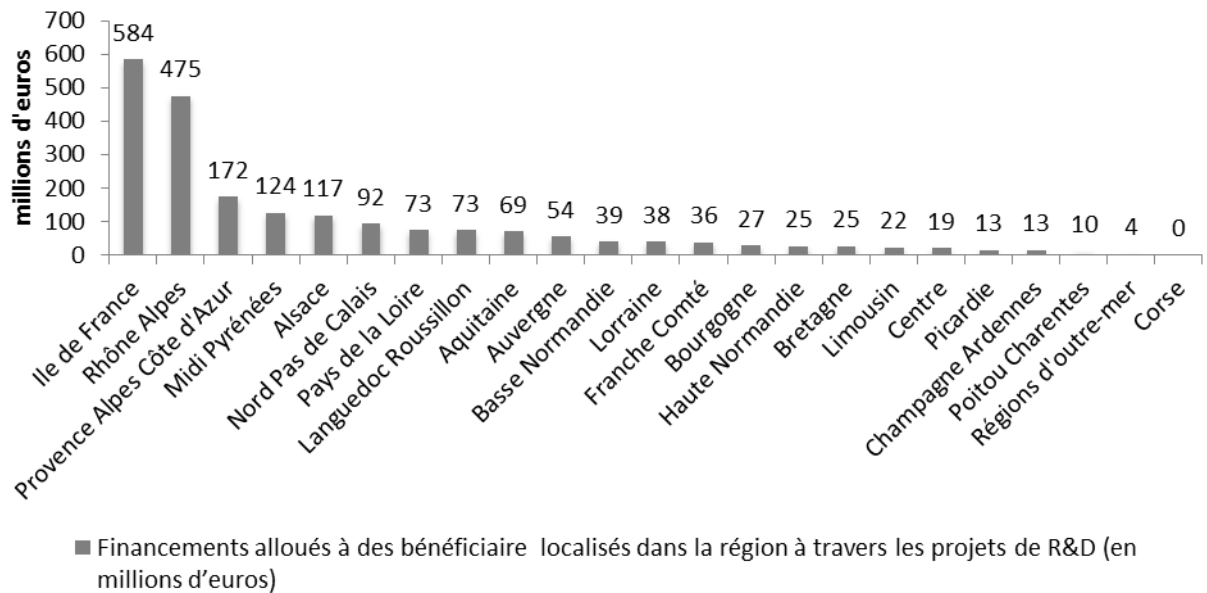 millions d'euros
700
600
500
400
300
200
100
0
584
475
172
124
117
92
73
73
69
54
39
38
36
27
25
25
22
19
13
13
10
4
0
Ile de France
Rhône Alpes
Provence Alpes Côte d'Azur
Midi Pyrénées
Alsace
Nord Pas de Calais
Pays de la Loire
Languedoc Roussillon
Aquitaine
Auvergne
Basse Normandie
Lorraine
Franche Comté
Bourgogne
Haute Normandie
Bretagne
Limousin
Centre
Picardie
Champagne Ardennes
Poitou Charentes
Régions d'outre-mer
Corse
Financements alloués à des bénéficiaire localisés dans la région à travers les projets de R&D (en
millions d’euros)